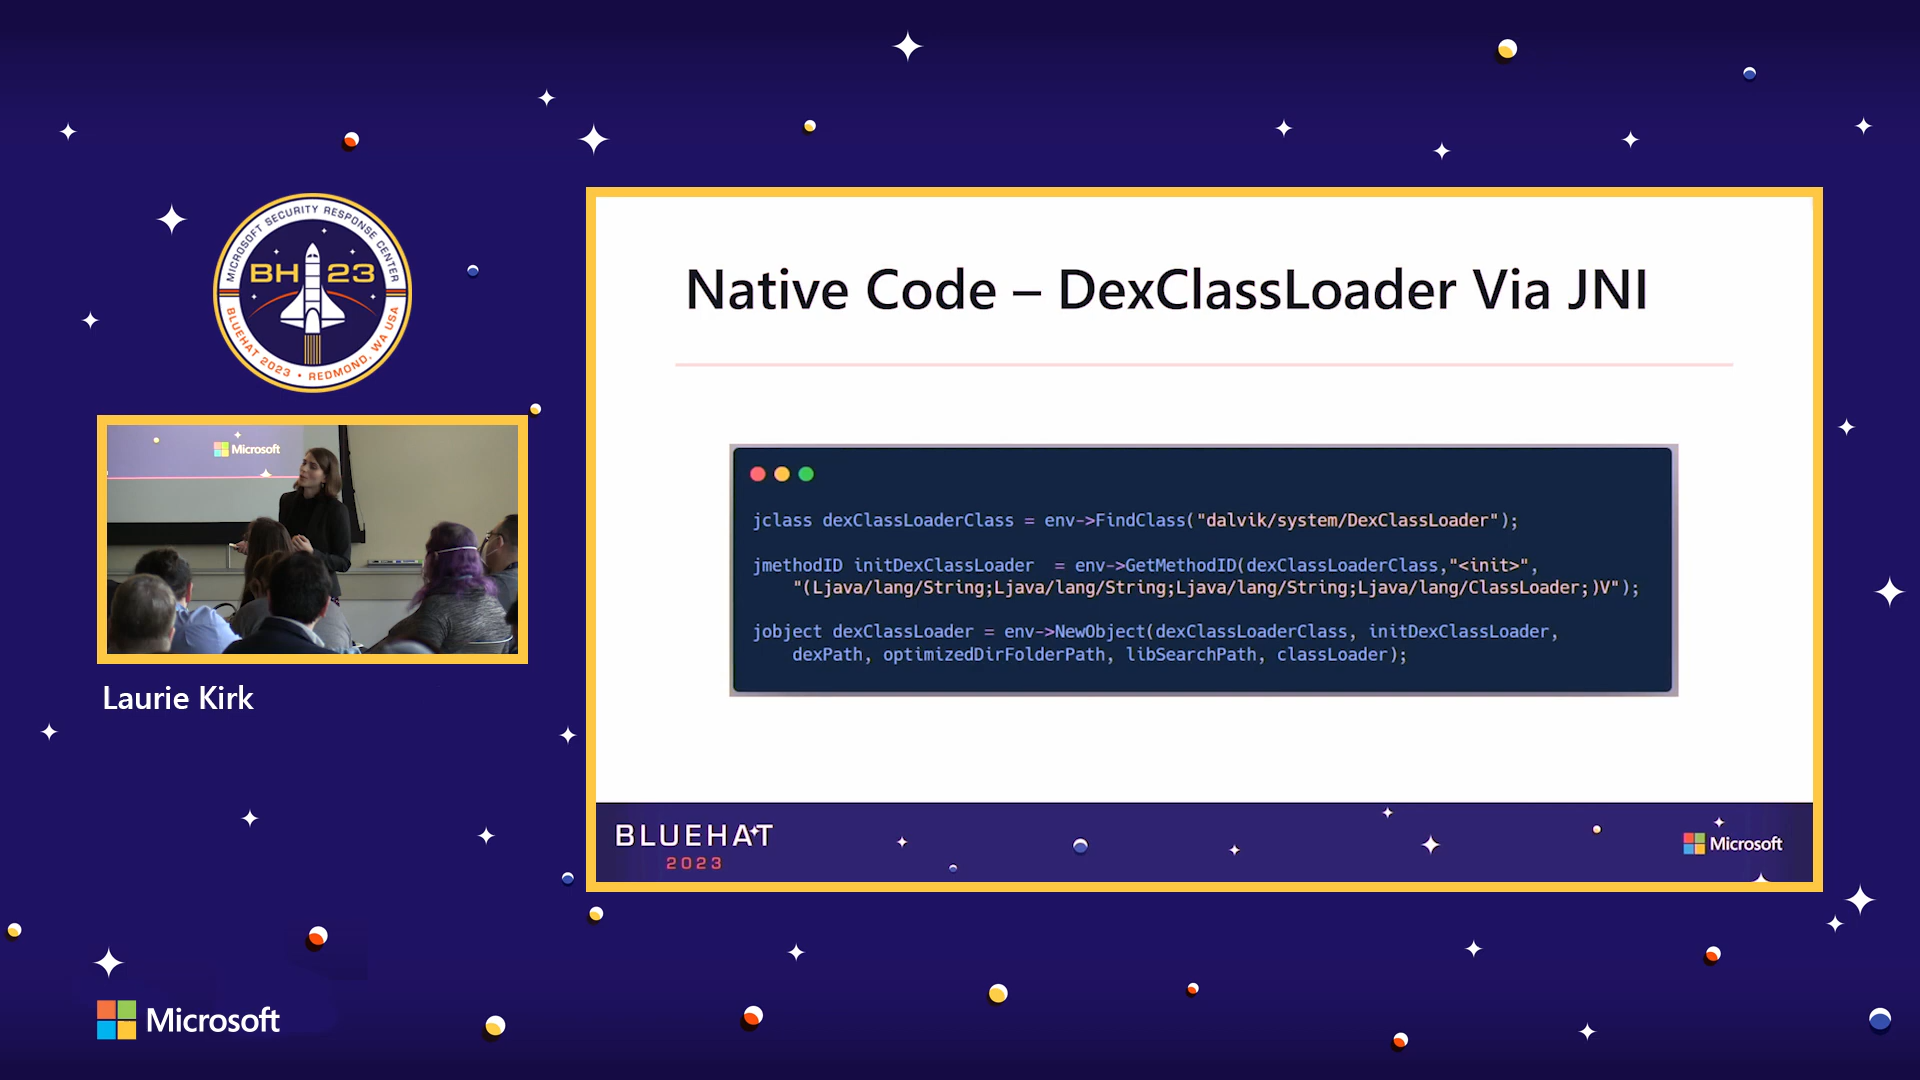 MICROSOFT SECURITY RESPONSE CENTER
BH 23
BLUEHAT 2023 • REDMOND, WA USA
Microsoft
Laurie Kirk
Native Code – DexClassLoader Via JNI
jclass dexClassLoaderClass = env->FindClass("dalvik/system/DexClassLoader");
jmethodID initDexClassLoader  = env->GetMethodID(dexClassLoaderClass,"<init>",
"(Ljava/lang/String;Ljava/lang/String;Ljava/lang/String;Ljava/lang/ClassLoader;)V");
jobject dexClassLoader = env->NewObject(dexClassLoaderClass, initDexClassLoader,
dexPath, optimizedDirFolderPath, libSearchPath, classLoader);
BLUEHAT
2023
Microsoft
Microsoft